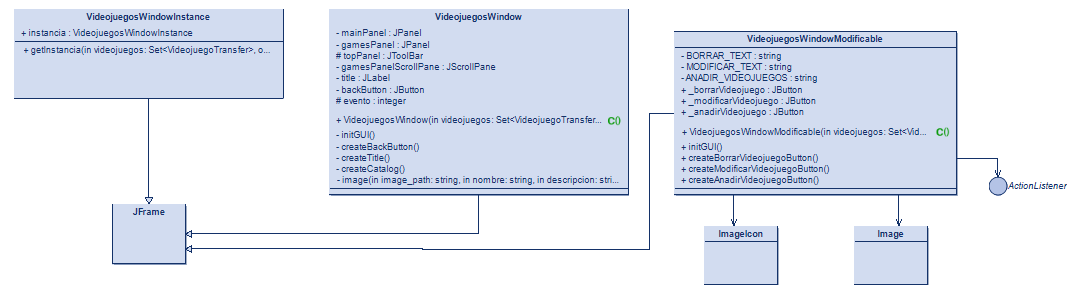 VideojuegosWindowInstance
+ instancia : VideojuegosWindowInstance
+ getInstancia(in videojuegos: Set<VideojuegoTransfer>, o...
VideojuegosWindow
- mainPanel : JPanel
- gamesPanel : JPanel
# topPanel : JToolBar
- gamesPanelScrollPane : JScrollPane
- title : JLabel
- backButton : JButton
# evento : integer
+ VideojuegosWindow(in videojuegos: Set<VideojuegoTransfer... C()
- initGUI()
- createBackButton()
- createTitle()
- createCatalog()
- image(in image_path: string, in nombre: string, in descripcion: stri...
VideojuegosWindowModificable
- BORRAR_TEXT : string
- MODIFICAR_TEXT : string
- ANADIR_VIDEOJUEGOS : string
+ _borrarVideojuego : JButton
+ _modificarVideojuego : JButton
+ _anadirVideojuego : JButton
+ VideojuegosWindowModificable(in videojuegos: Set<Vid... C()
+ initGUI()
+ createBorrarVideojuegoButton()
+ createModificarVideojuegoButton()
+ createAnadirVideojuegoButton()
ActionListener
JFrame
ImageIcon
Image